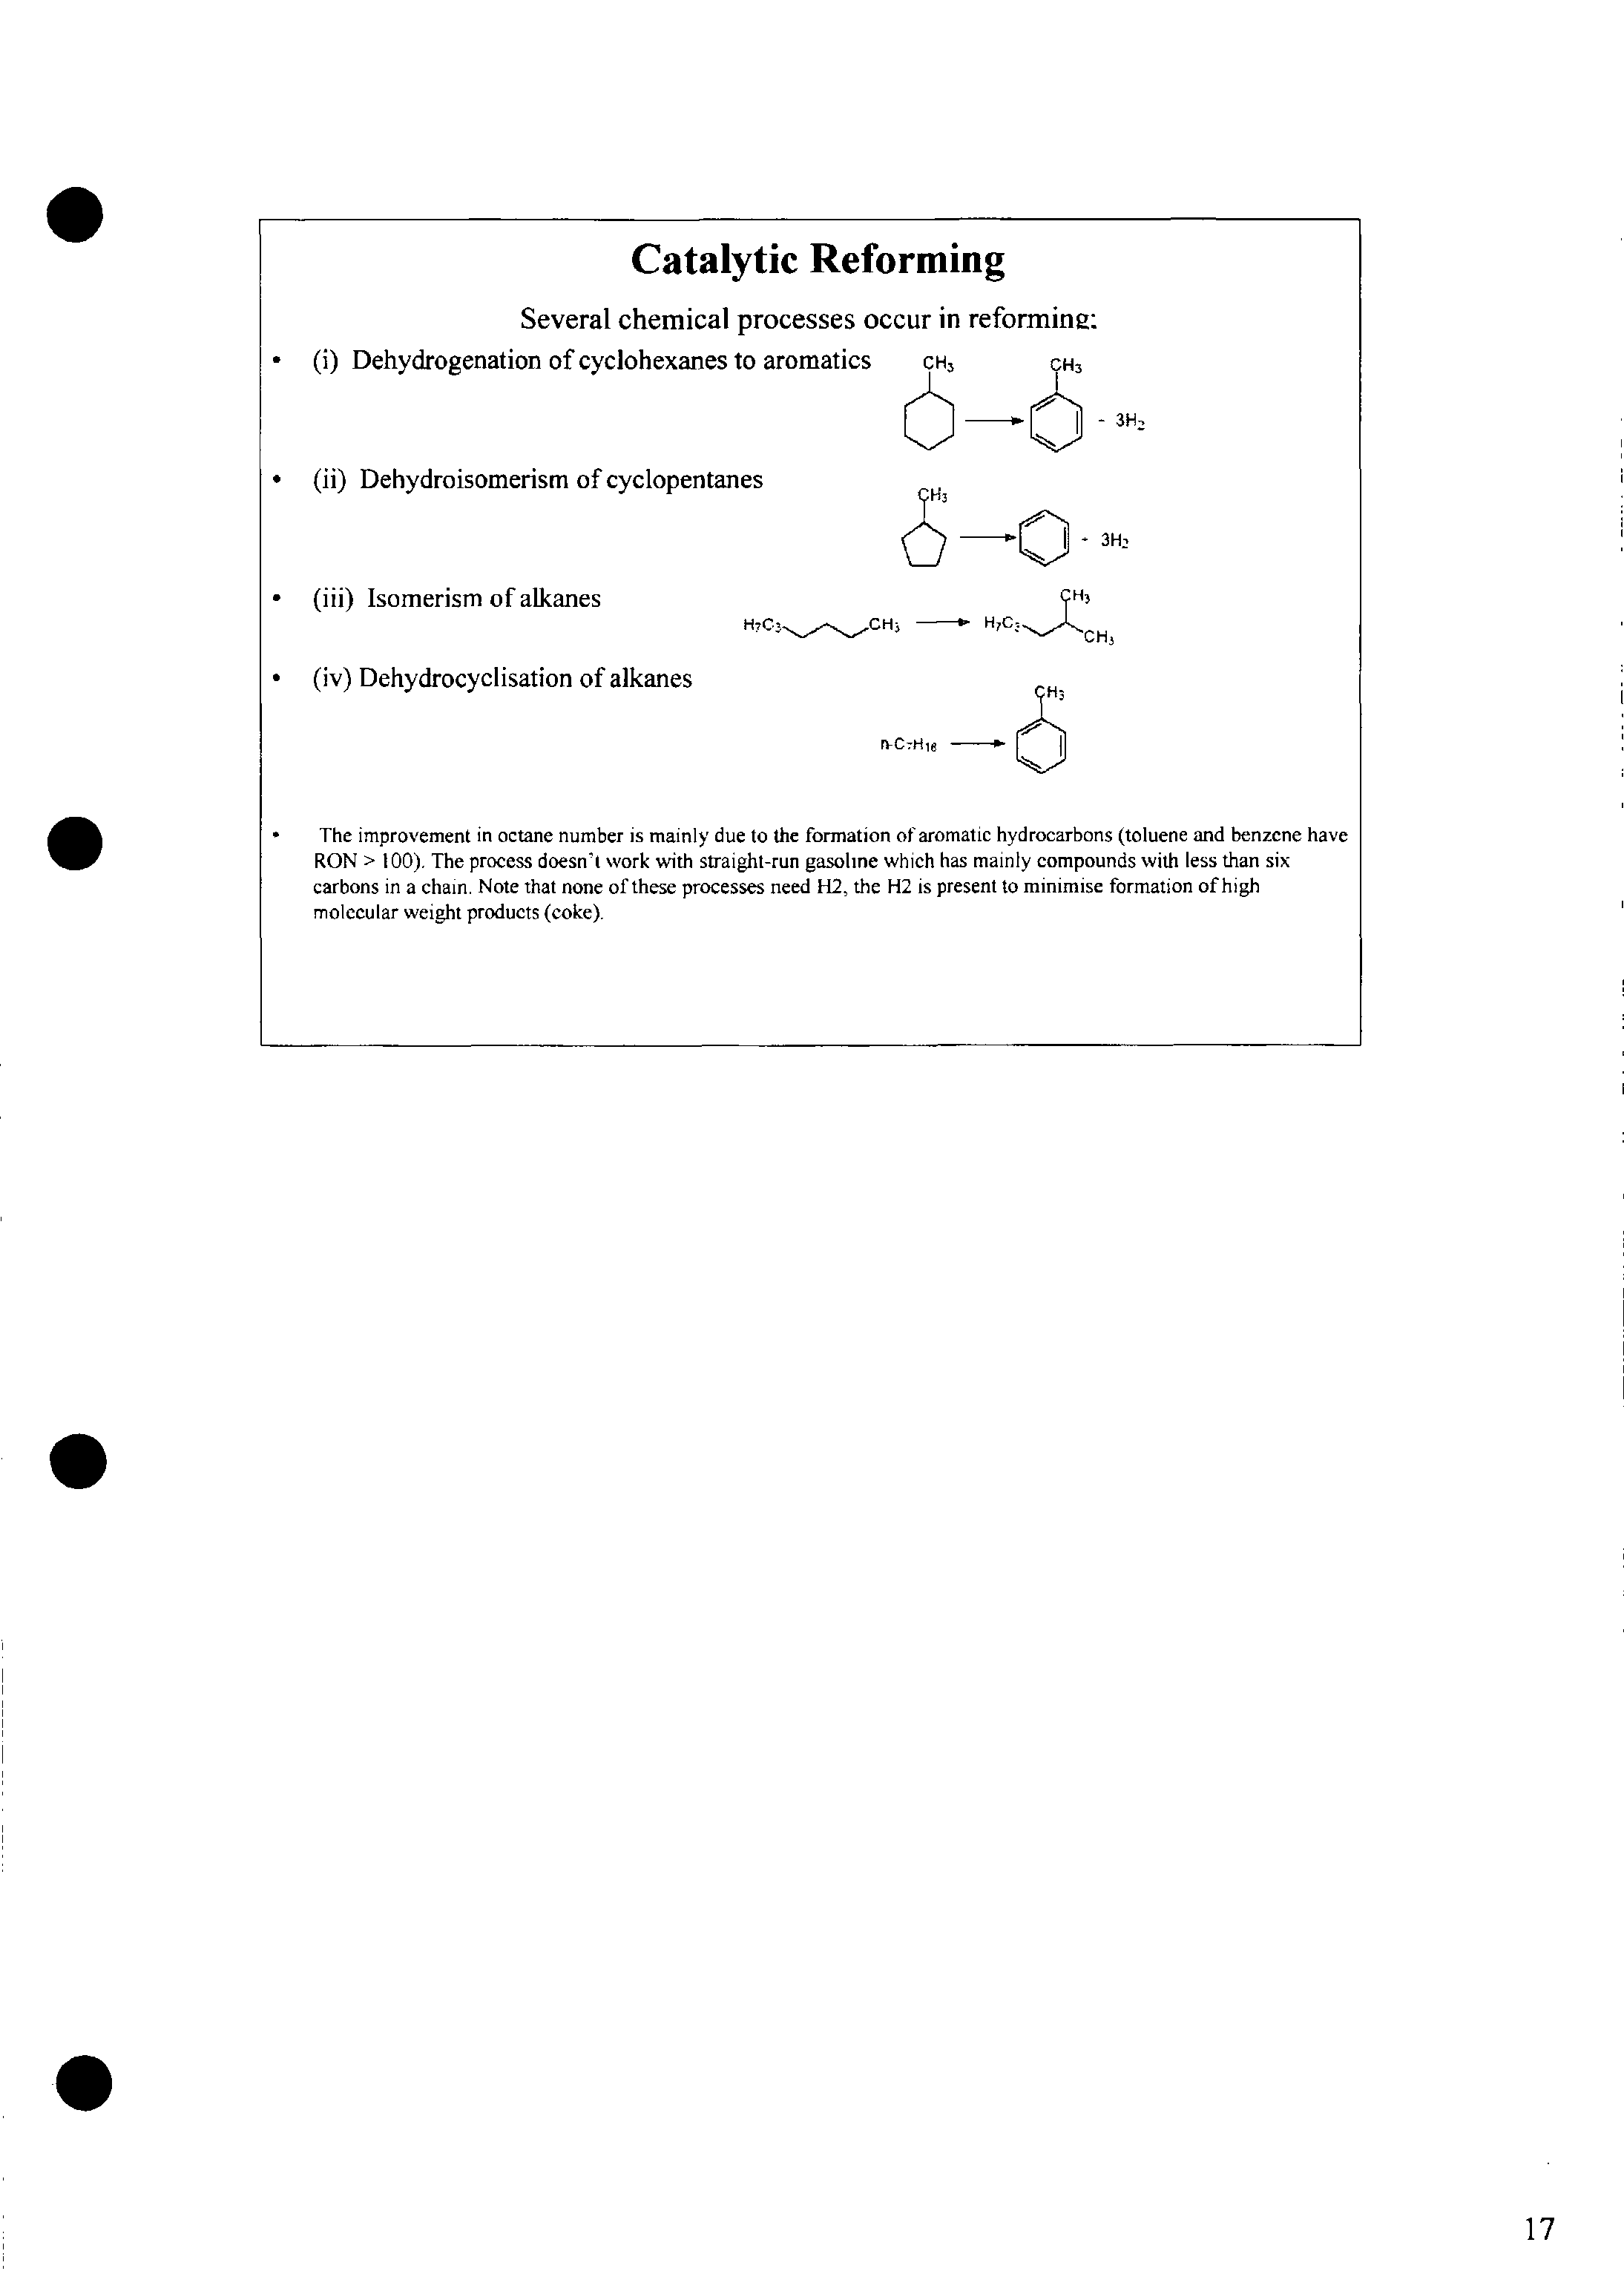 Catalytic Reforming
Several chemical processes occur in reforming:
• (i) Dehydrogenation of cyclohexanes to aromatics
CH3 CH3
- 3H2
• (ii) Dehydroisomerism of cyclopentanes
CH3
+ 3H2
• (iii) Isomerism of alkanes
CH3
H7C3 CH3 H7C3 CH3
• (iv) Dehydrocyclisation of alkanes
CH3
n-C7H16
• The improvement in octane number is mainly due to the formation of aromatic hydrocarbons (toluene and benzene have
RON > 100). The process doesn't work with straight-run gasoline which has mainly compounds with less than six
carbons in a chain. Note that none of these processes need H2, the H2 is present to minimise formation of high
molecular weight products (coke).
17